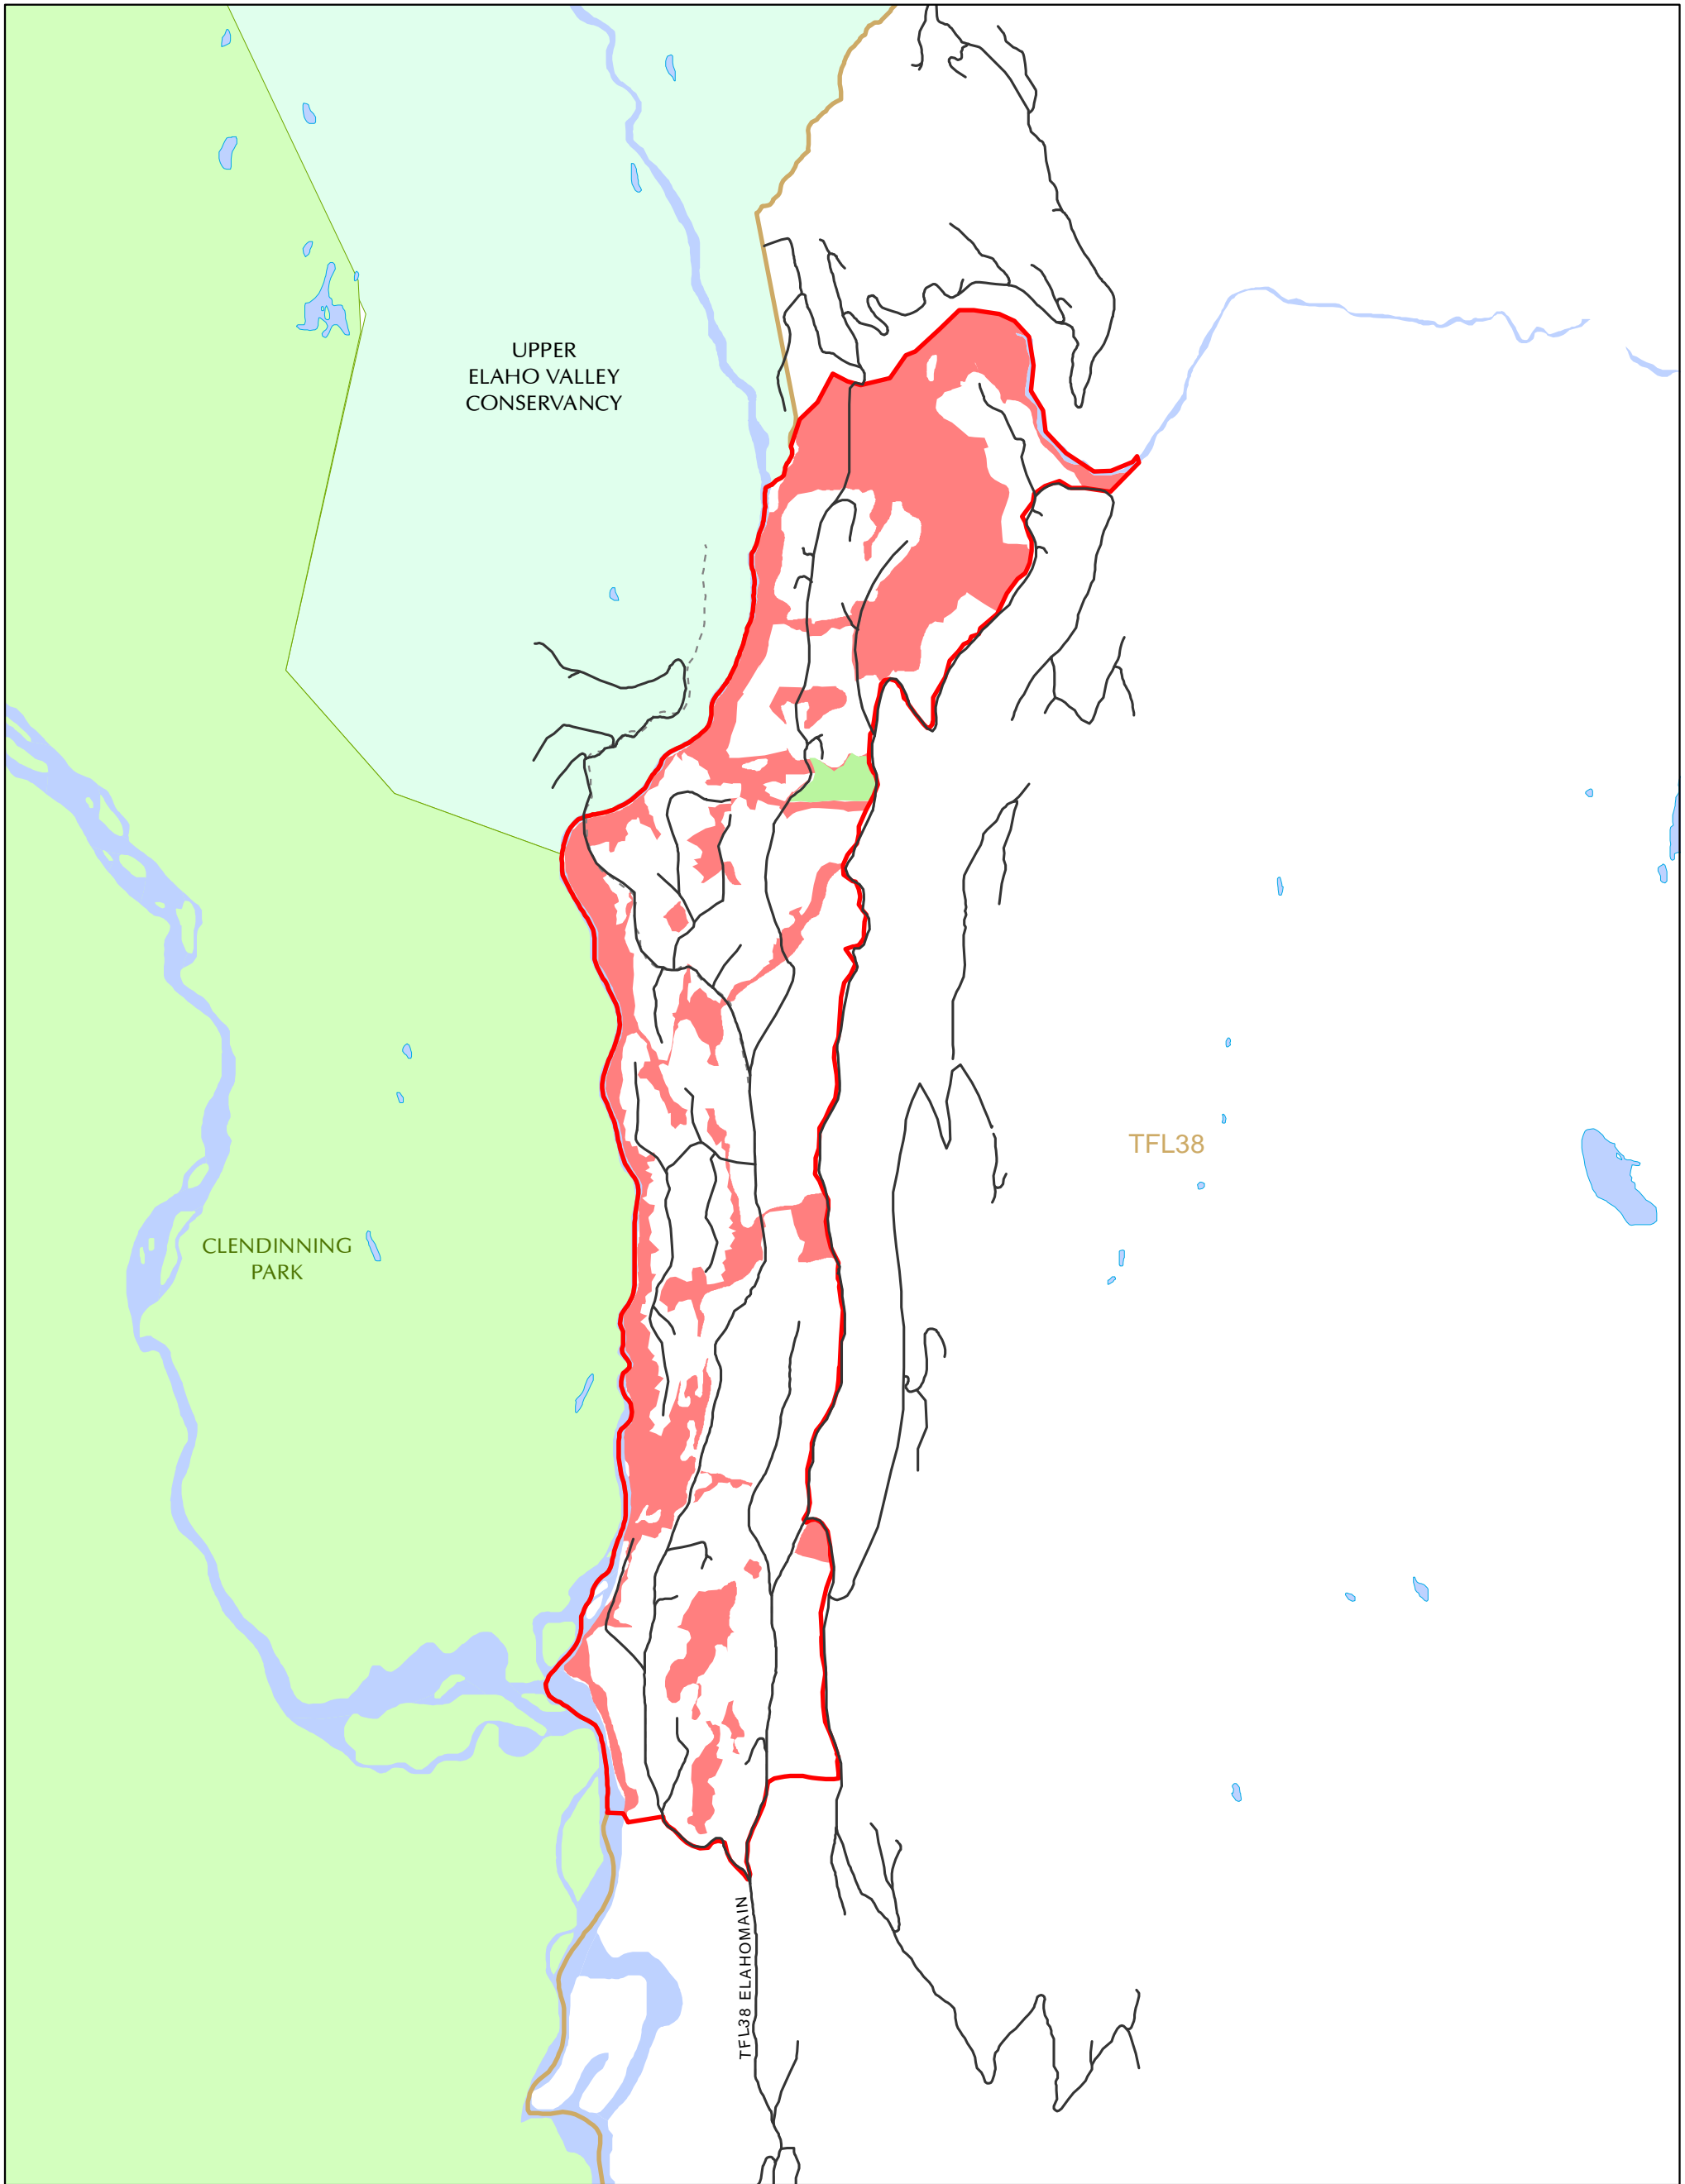 UPPER
ELAHO VALLEY
CONSERVANCY
TFL38
CLENDINNING
PARK
TFL38 ELAHOMAIN